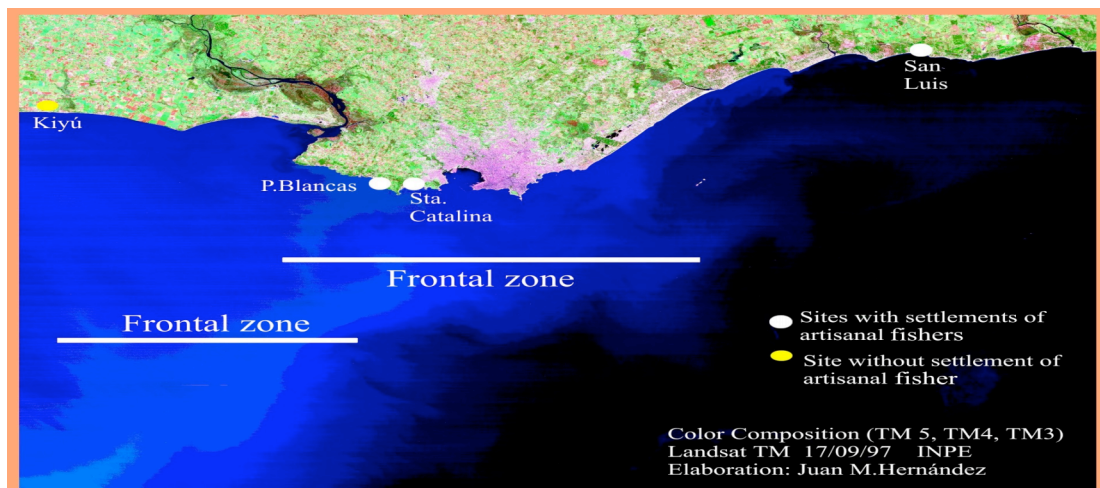 San
Luis
Kiyú
P.Blancas
Sta.
Catalina
Frontal zone
Frontal zone
Sites with settlements of
artisanal fishers
Site without settlement of
artisanal fisher
Color Composition (TM 5, TM4, TM3)
Landsat TM 17/09/97 INPE
Elaboration: Juan M.Hernández